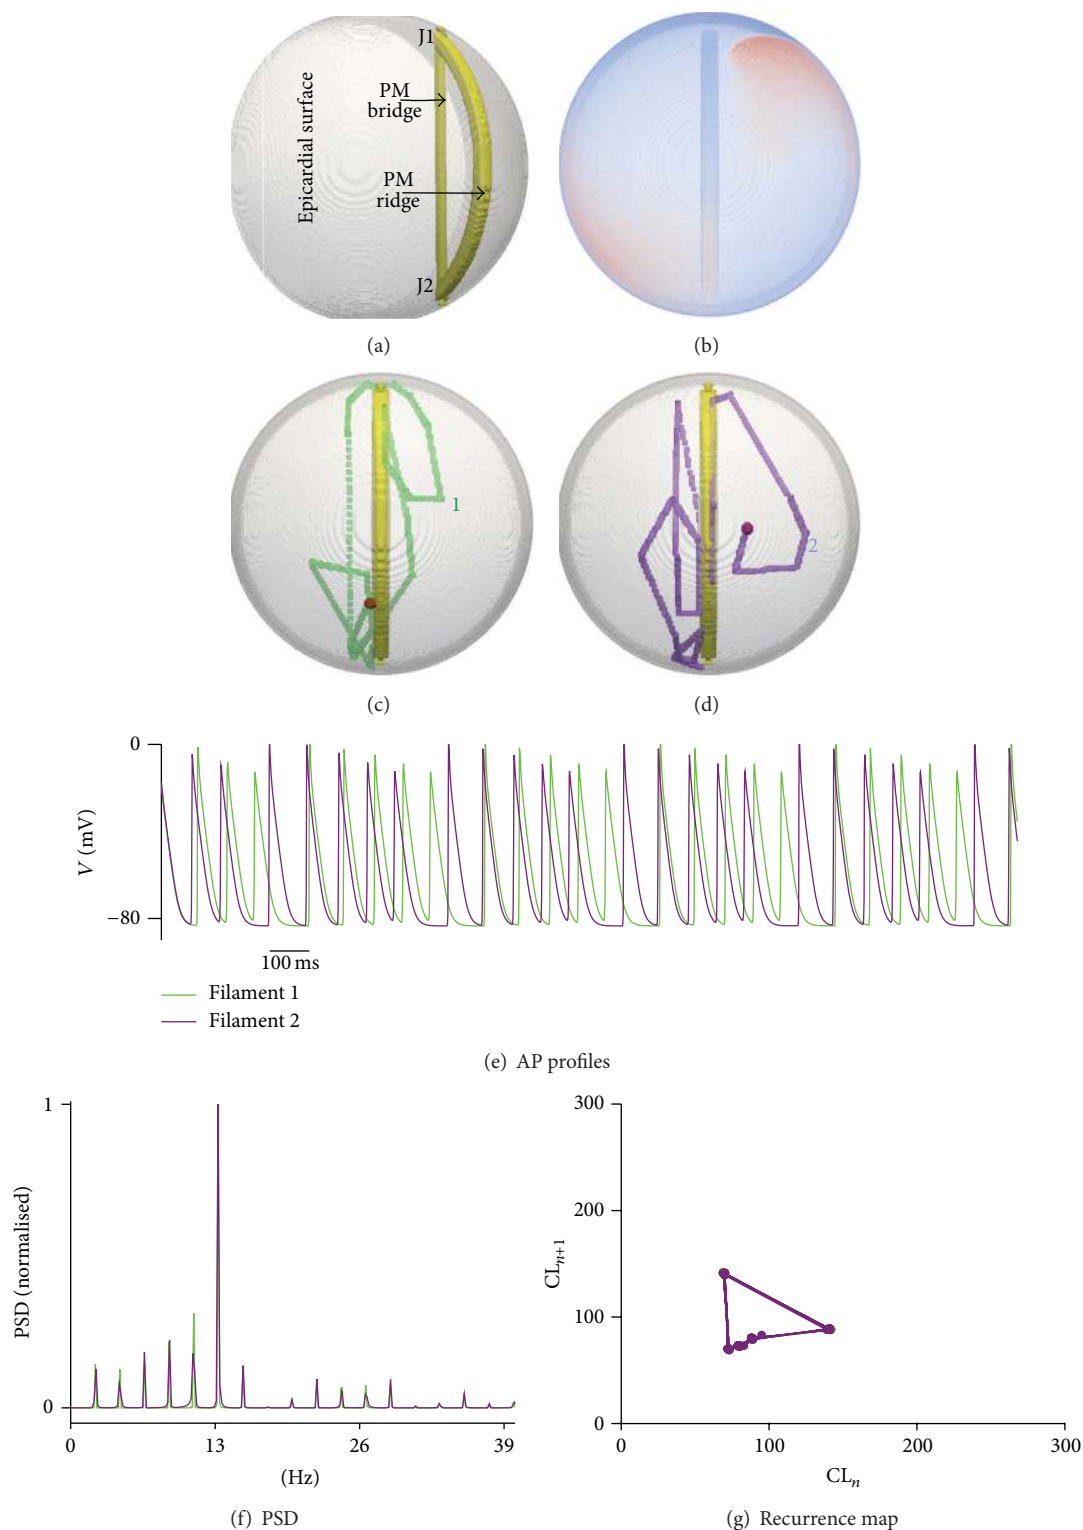 J1
PM
bridge
Epicardial surface
PM
ridge
J2
(a)
(b)
1
2
(c)
(d)
0
V (mV)
−80
100 ms
Filament 1
Filament 2
(e) AP profiles
1
PSD (normalised)
0
0 13 26 39
(Hz)
(f) PSD
300
200
CLn+1
100
0
0 100 200 300
CLn
(g) Recurrence map